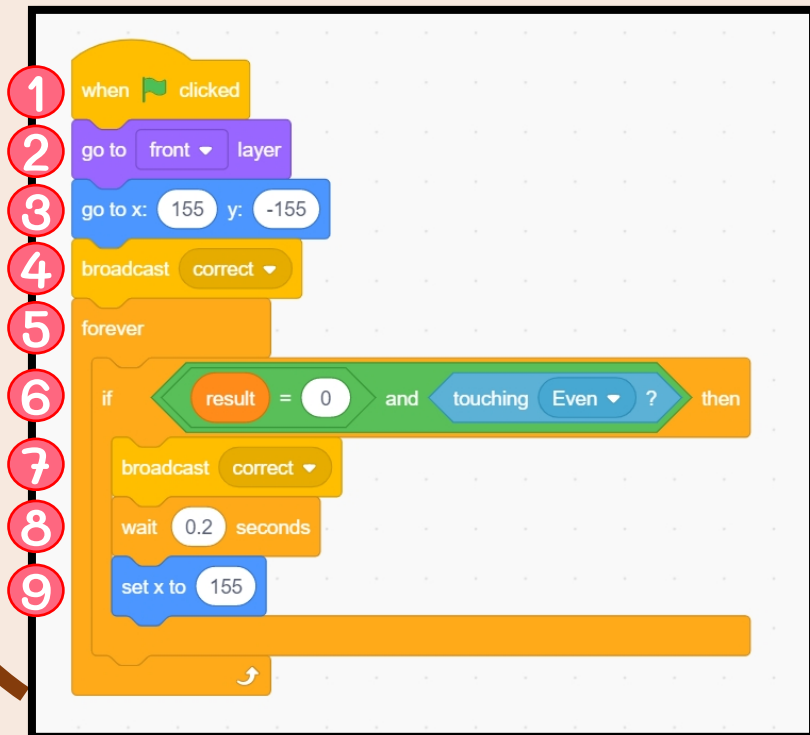 1 when clicked
2 go to front layer
3 go to x: 155 y: -155
4 broadcast correct
5 forever
6 if result = 0 and touching Even ? then
7 broadcast correct
8 wait 0.2 seconds
9 set x to 155